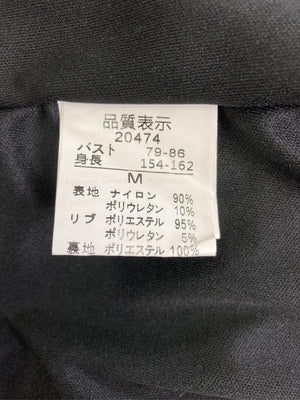 品質表示
20474
バスト 79-86
身長 154-162
M
表地 ナイロン 90%
ポリウレタン 10%
リブ ポリエステル 95%
ポリウレタン 5%
裏地 ポリエステル 100%